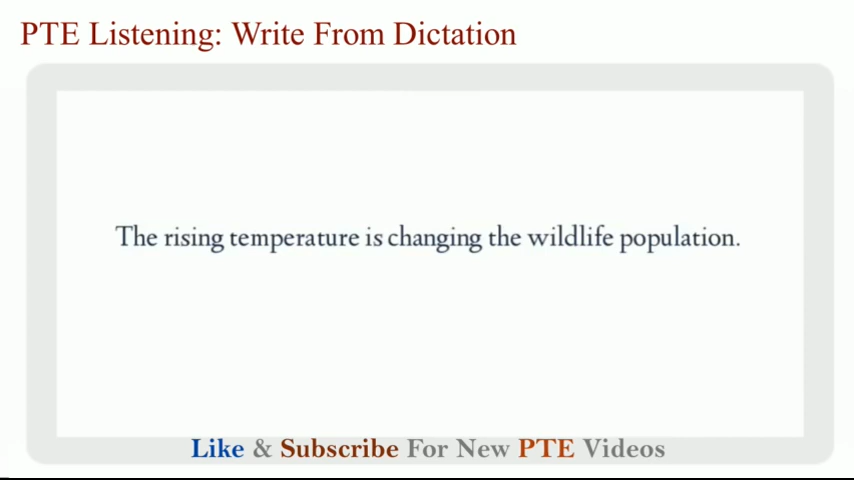 PTE Listening: Write From Dictation
The rising temperature is changing the wildlife population.
Like & Subscribe For New PTE Videos